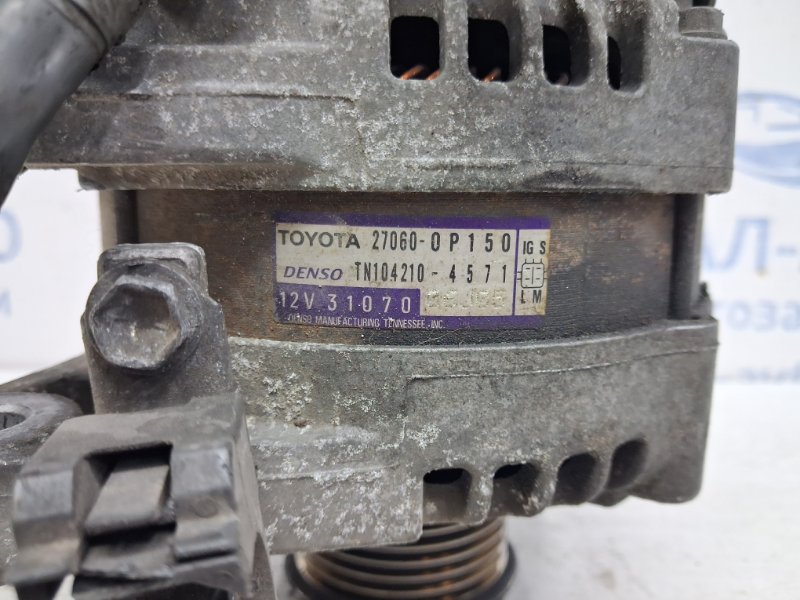 TOYOTA 27060-0P150 IG S
DENSO TN104210-4571
12V 31070 L M
DENSO MANUFACTURING TENNESSEE, INC.